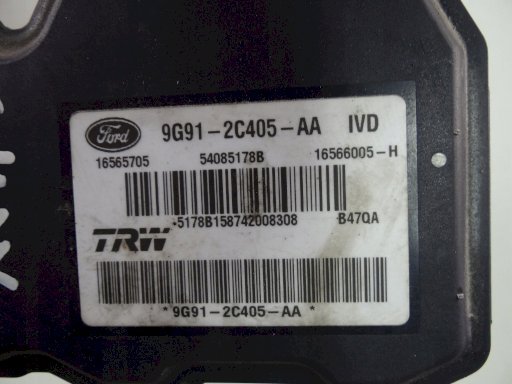 Ford 9G91-2C405-AA IVD
16565705 54085178B 16566005-H
-5178B158742008308 B47QA
TRW
*9G91-2C405-AA*